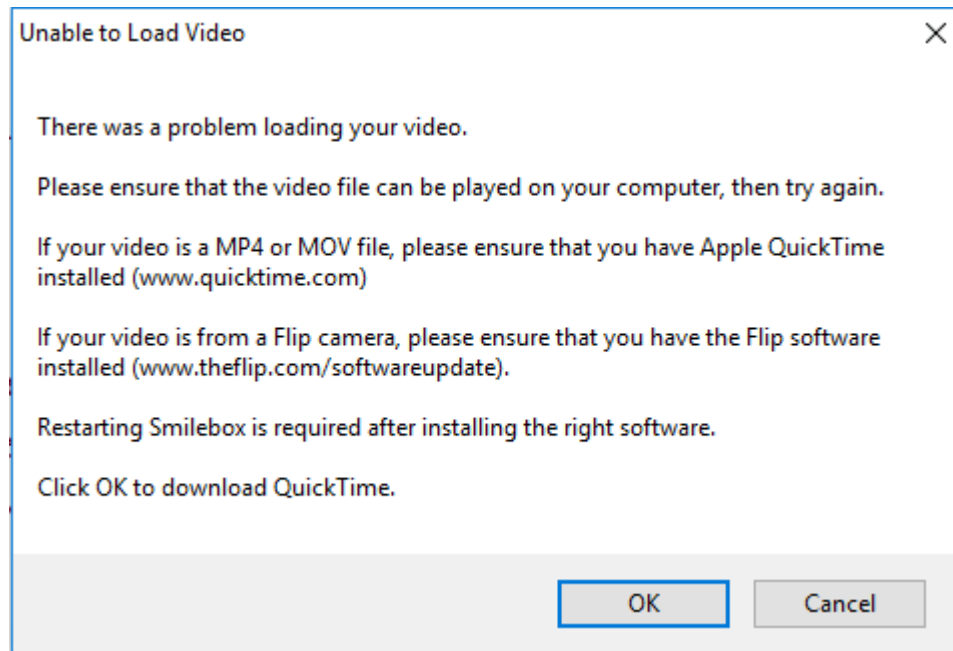 Unable to Load Video
There was a problem loading your video.
Please ensure that the video file can be played on your computer, then try again.
If your video is a MP4 or MOV file, please ensure that you have Apple QuickTime
installed (www.quicktime.com)
If your video is from a Flip camera, please ensure that you have the Flip software
installed (www.theflip.com/softwareupdate).
Restarting Smilebox is required after installing the right software.
Click OK to download QuickTime.
OK
Cancel